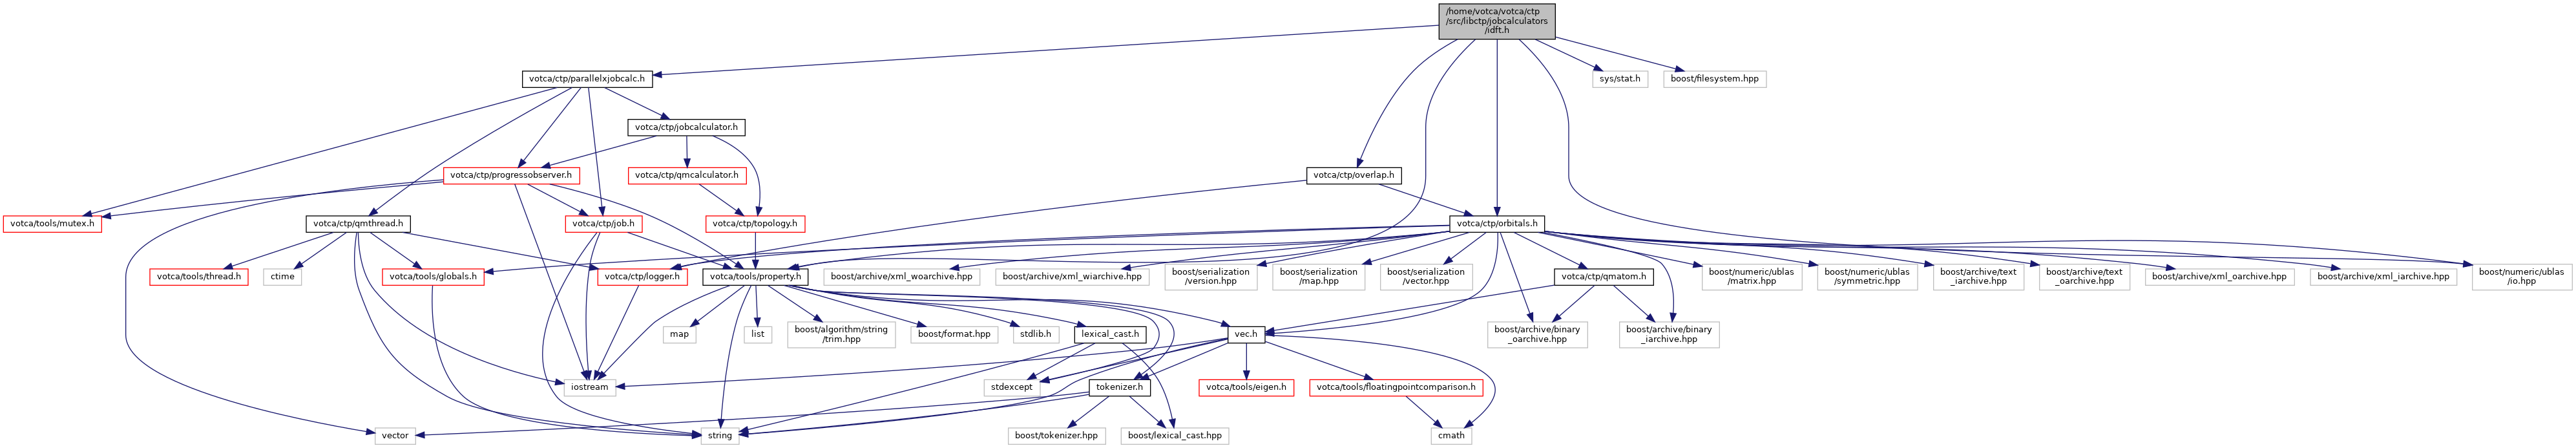 /home/votca/votca/ctp
/src/libctp/jobcalculators
/idft.h
votca/ctp/parallelxjobcalc.h
sys/stat.h
boost/filesystem.hpp
votca/ctp/jobcalculator.h
votca/ctp/progressobserver.h
votca/ctp/qmcalculator.h
votca/ctp/overlap.h
votca/tools/mutex.h
votca/ctp/qmthread.h
votca/ctp/job.h
votca/ctp/topology.h
votca/ctp/orbitals.h
votca/tools/thread.h
ctime
votca/tools/globals.h
votca/ctp/logger.h
votca/tools/property.h
boost/archive/xml_woarchive.hpp
boost/archive/xml_wiarchive.hpp
boost/serialization
/version.hpp
boost/serialization
/map.hpp
boost/serialization
/vector.hpp
votca/ctp/qmatom.h
boost/numeric/ublas
/matrix.hpp
boost/numeric/ublas
/symmetric.hpp
boost/archive/text
_iarchive.hpp
boost/archive/text
_oarchive.hpp
boost/archive/xml_oarchive.hpp
boost/archive/xml_iarchive.hpp
boost/numeric/ublas
/io.hpp
map
list
boost/algorithm/string
/trim.hpp
boost/format.hpp
stdlib.h
lexical_cast.h
vec.h
boost/archive/binary
_oarchive.hpp
boost/archive/binary
_iarchive.hpp
iostream
stdexcept
tokenizer.h
votca/tools/eigen.h
votca/tools/floatingpointcomparison.h
vector
string
boost/tokenizer.hpp
boost/lexical_cast.hpp
cmath